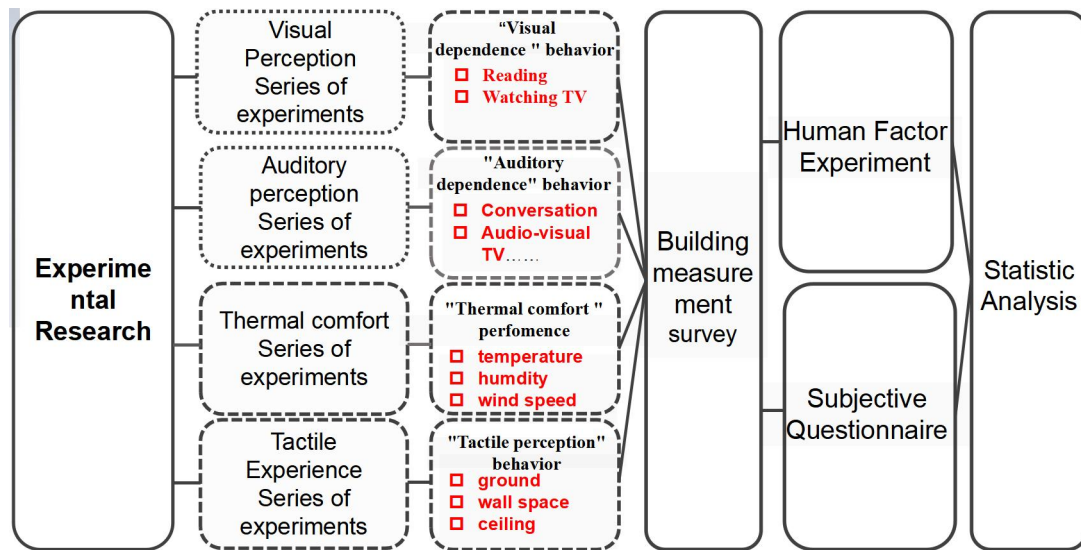 Experime
ntal
Research
Visual
Perception
Series of
experiments
Auditory
perception
Series of
experiments
Thermal comfort
Series of
experiments
Tactile
Experience
Series of
experiments
“Visual
dependence " behavior
Reading
Watching TV
"Auditory
dependence" behavior
Conversation
Audio-visual
TV……
"Thermal comfort "
perfomence
temperature
humdity
wind speed
"Tactile perception"
behavior
ground
wall space
ceiling
Building
measure
ment
survey
Human Factor
Experiment
Subjective
Questionnaire
Statistic
Analysis